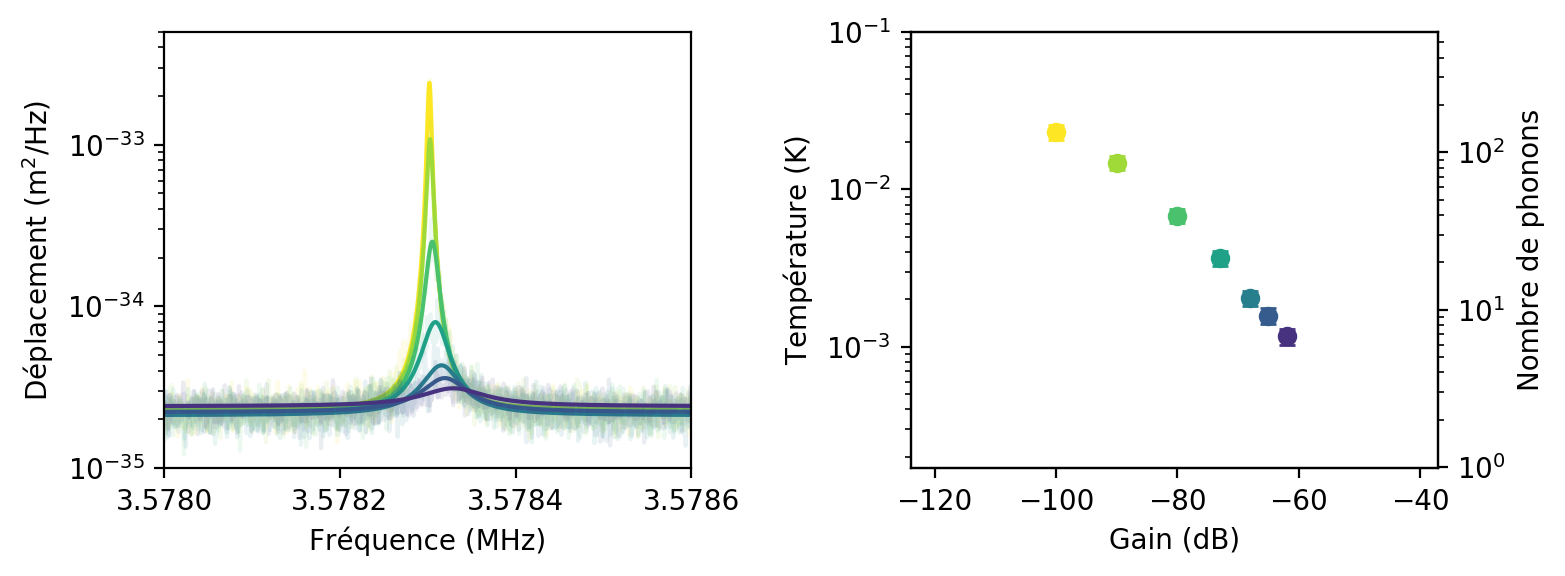 Déplacement (m²/Hz)
10⁻³³
10⁻³⁴
10⁻³⁵
3.5780 3.5782 3.5784 3.5786
Fréquence (MHz)
Température (K)
10⁻¹
10⁻²
10⁻³
−120 −100 −80 −60 −40
Gain (dB)
10²
10¹
10⁰
Nombre de phonons